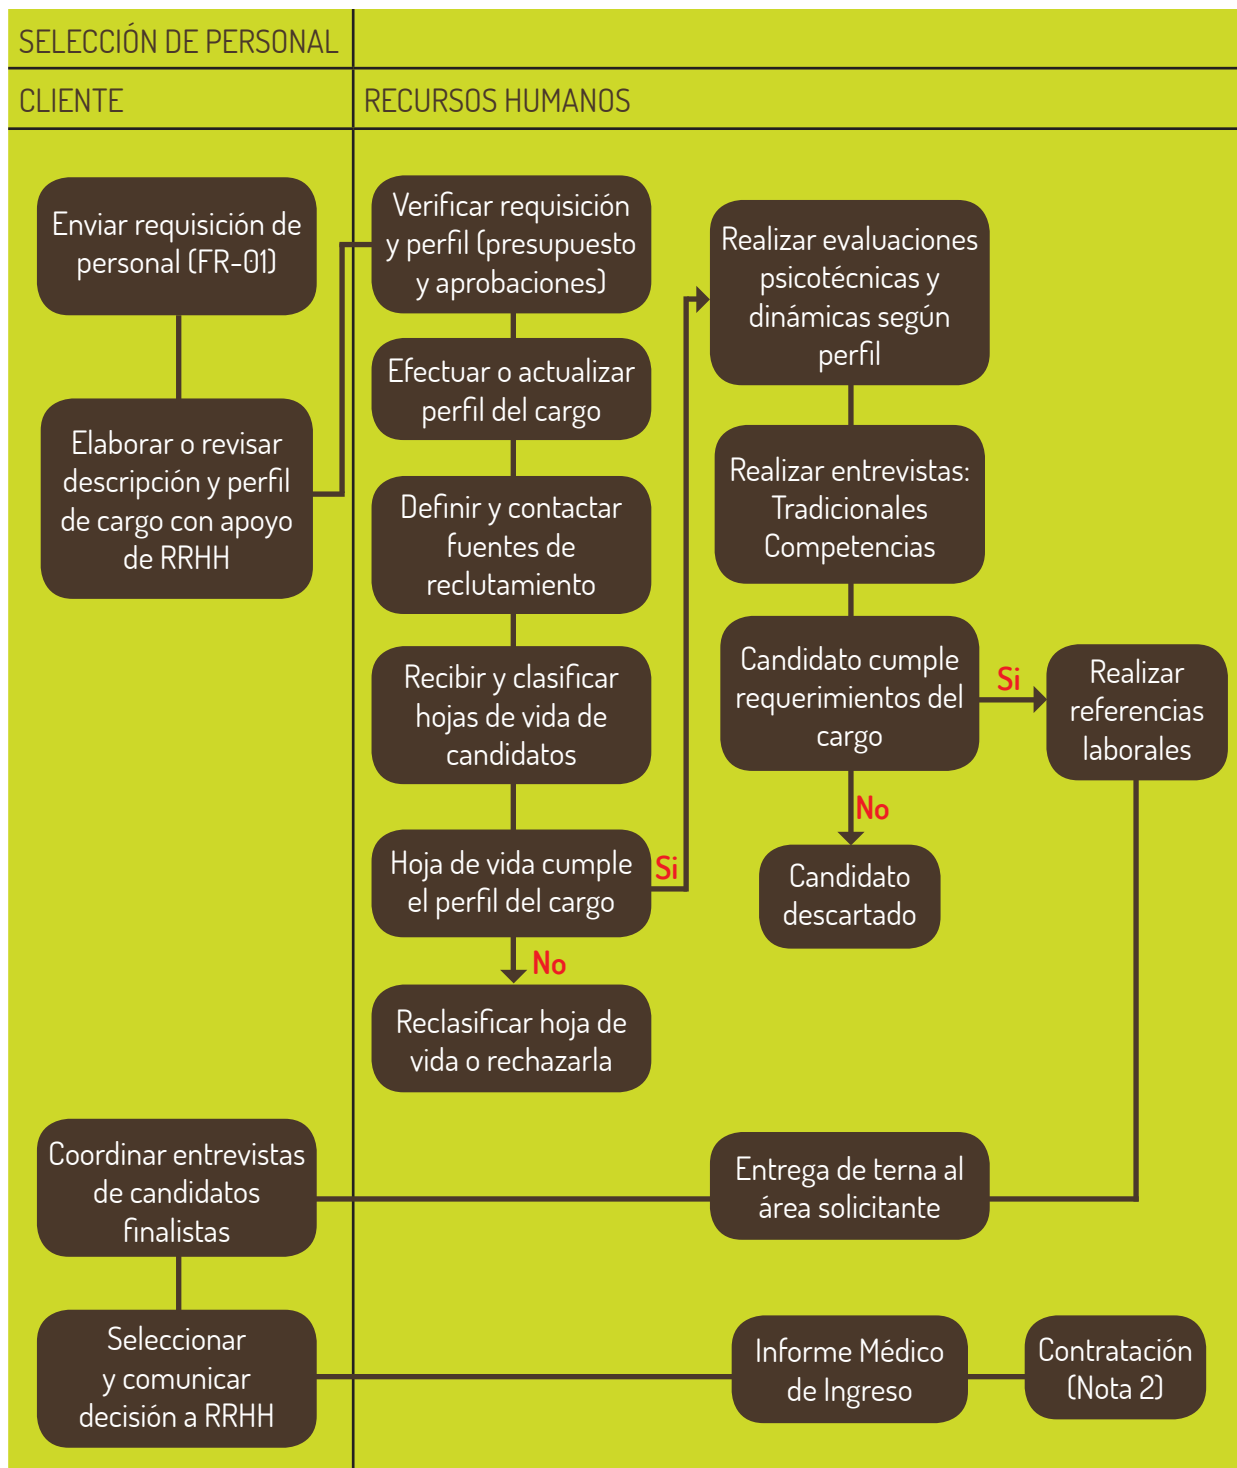 SELECCIÓN DE PERSONAL
CLIENTE
RECURSOS HUMANOS
Enviar requisición de
personal (FR-01)
Elaborar o revisar
descripción y perfil
de cargo con apoyo
de RRHH
Verificar requisición
y perfil (presupuesto
y aprobaciones)
Efectuar o actualizar
perfil del cargo
Definir y contactar
fuentes de
reclutamiento
Recibir y clasificar
hojas de vida de
candidatos
Hoja de vida cumple
el perfil del cargo
Si
No
Reclasificar hoja de
vida o rechazarla
Realizar evaluaciones
psicotécnicas y
dinámicas según
perfil
Realizar entrevistas:
Tradicionales
Competencias
Candidato cumple
requerimientos del
cargo
Si
No
Candidato
descartado
Realizar
referencias
laborales
Entrega de terna al
área solicitante
Coordinar entrevistas
de candidatos
finalistas
Seleccionar
y comunicar
decisión a RRHH
Informe Médico
de Ingreso
Contratación
(Nota 2)